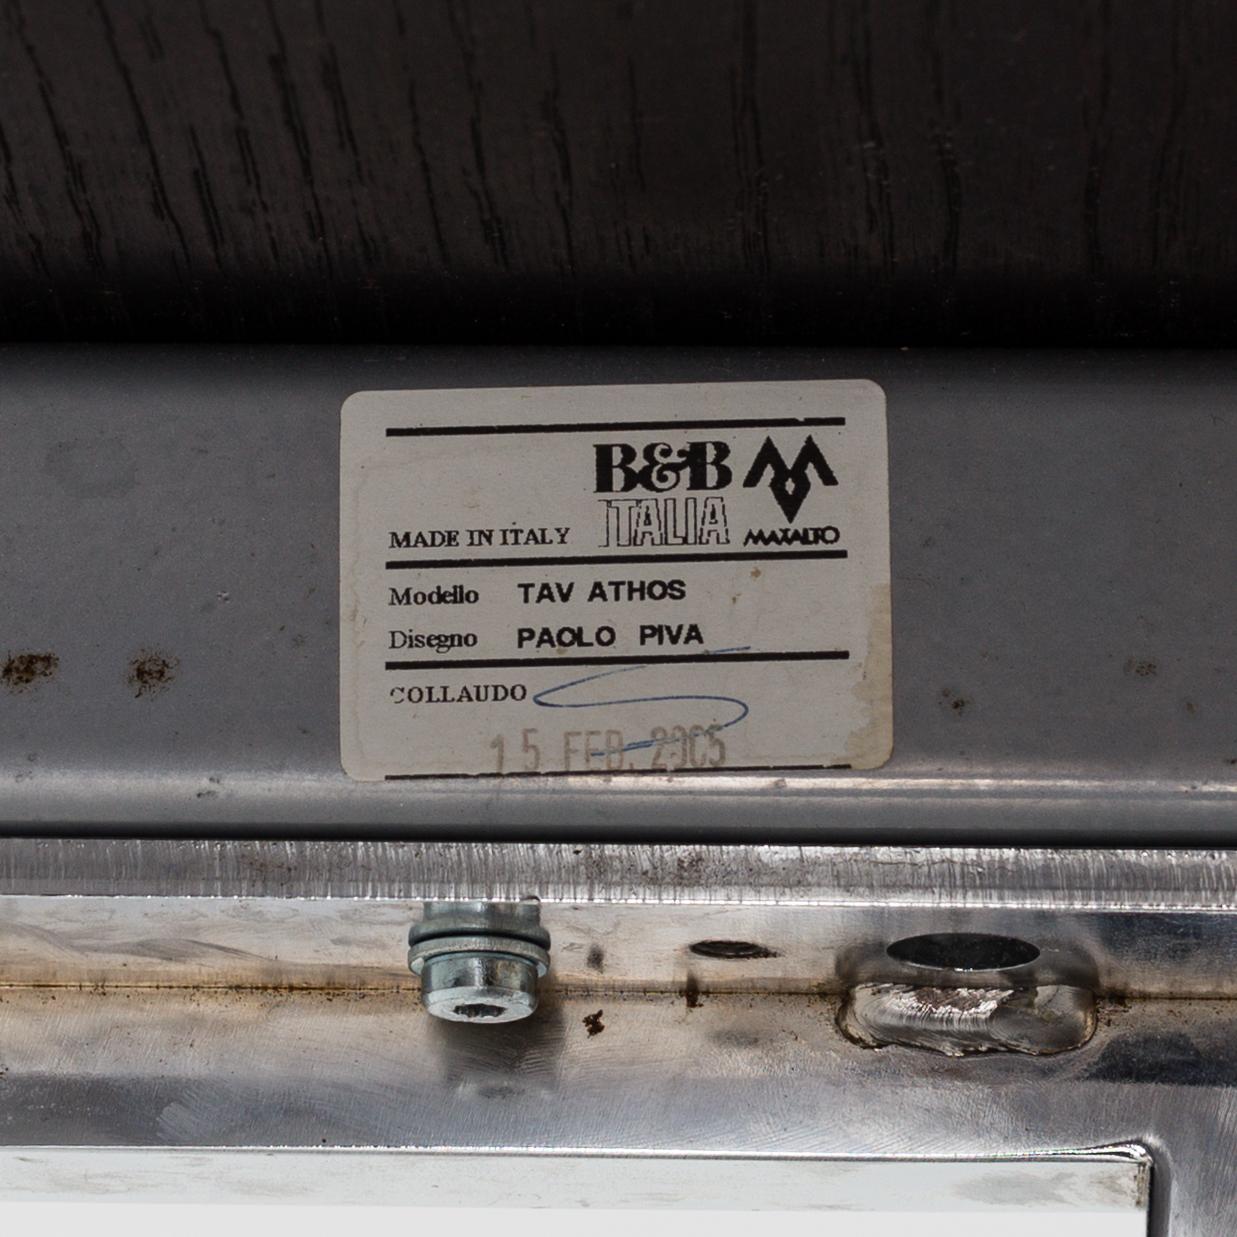 B&B
ITALIA
MAXALTO
MADE IN ITALY
Modello TAV ATHOS
Disegno PAOLO PIVA
COLLAUDO
15 FEB. 2005